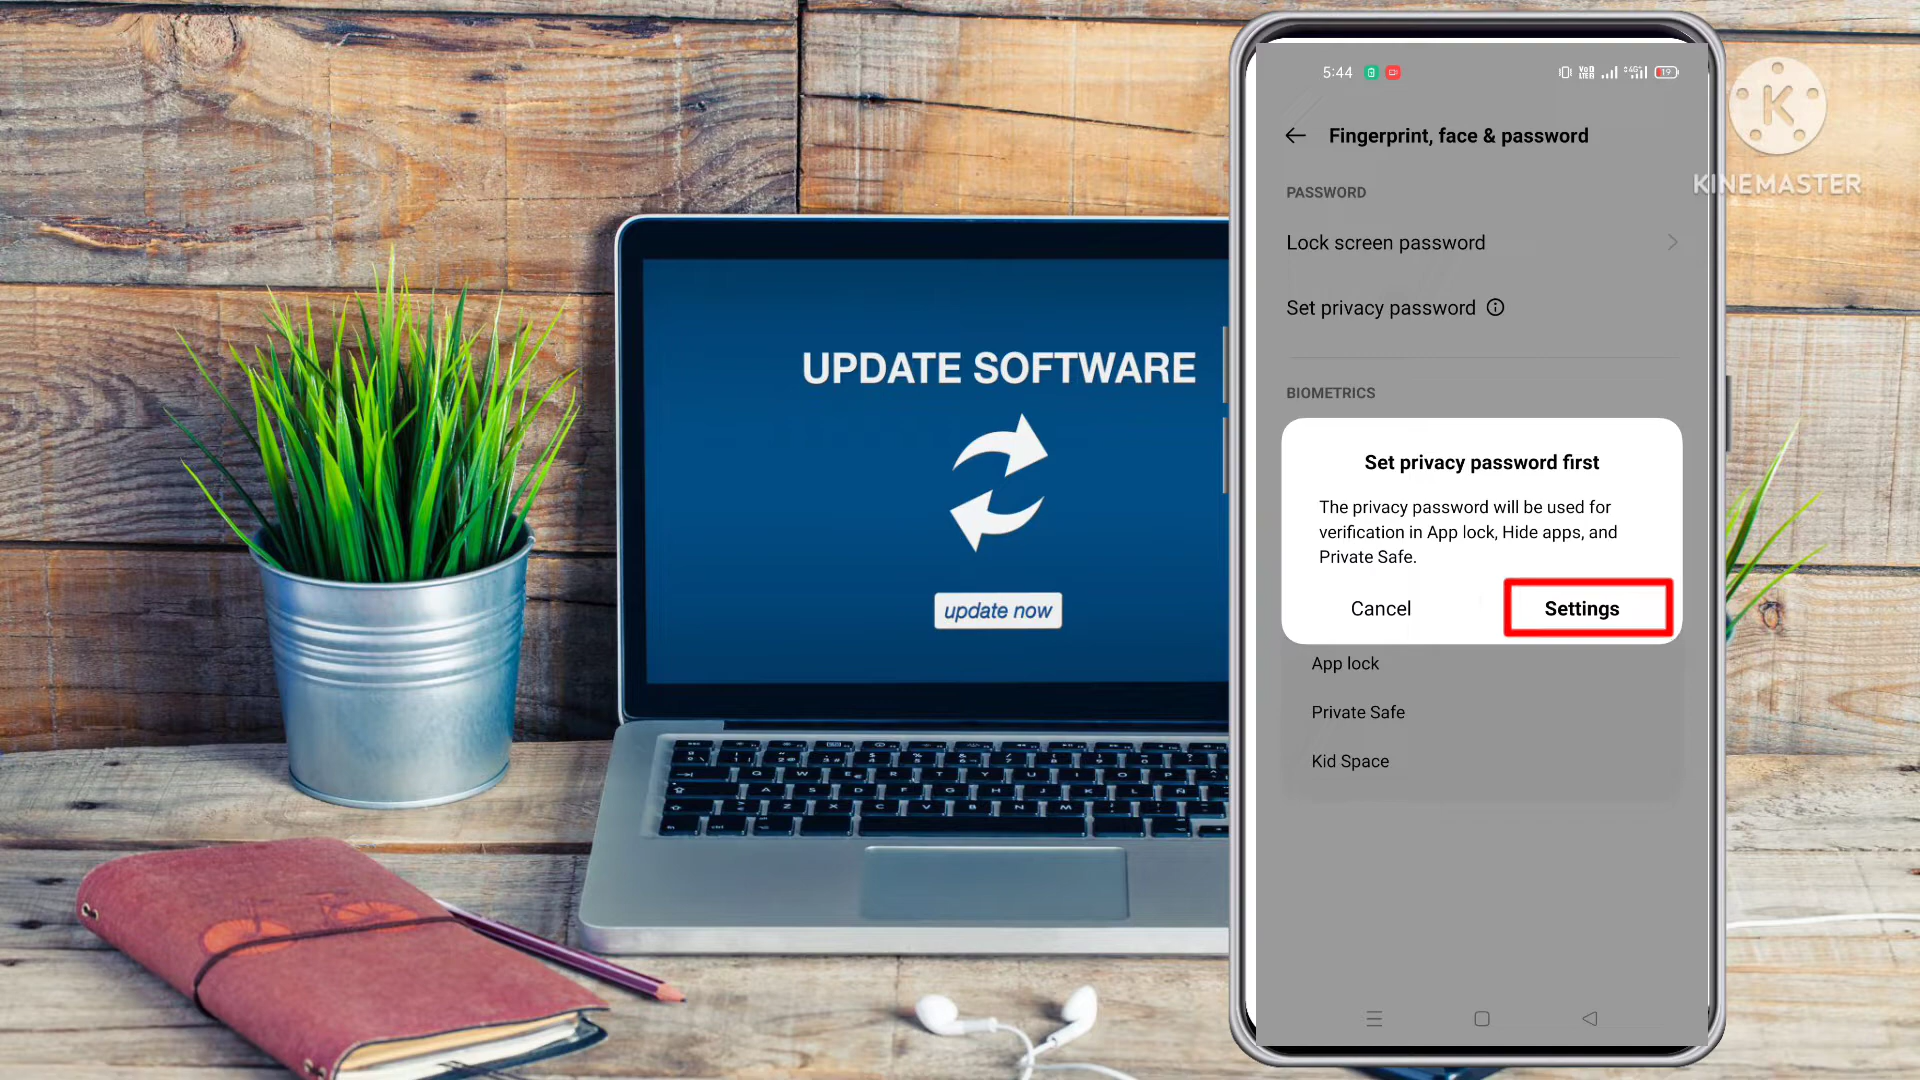 UPDATE SOFTWARE
update now
5:44
19
Fingerprint, face & password
PASSWORD
Lock screen password
Set privacy password
BIOMETRICS
Set privacy password first
The privacy password will be used for
verification in App lock, Hide apps, and
Private Safe.
Cancel
Settings
App lock
Private Safe
Kid Space
K
KINEMASTER